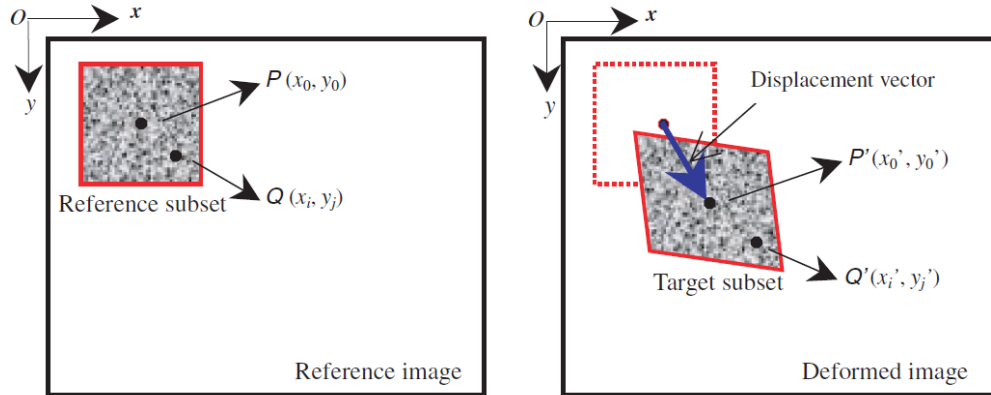 O x
y
P (x₀, y₀)
Q (xᵢ, yⱼ)
Reference subset
Reference image
O x
y
Displacement vector
P'(x₀', y₀')
Q'(xᵢ', yⱼ')
Target subset
Deformed image